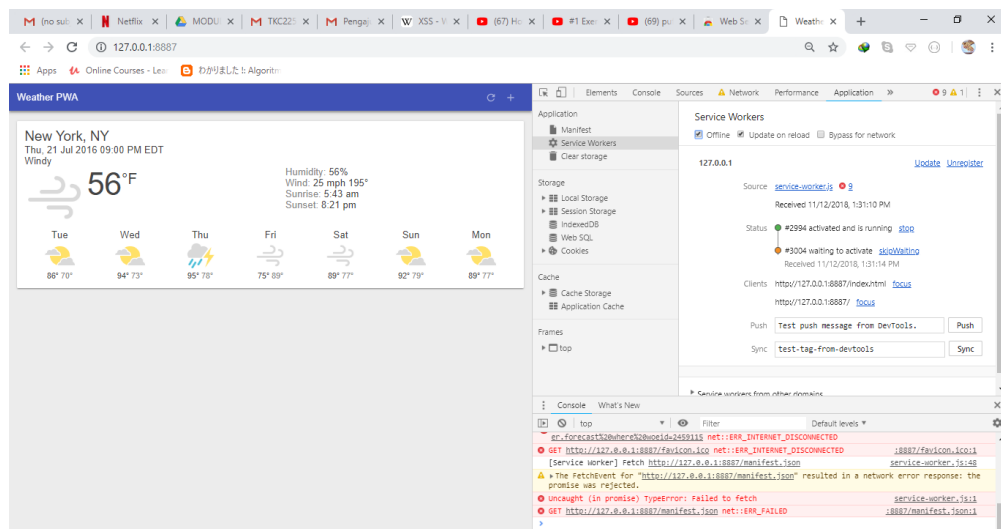 (no sub
Netflix
MODU
TKC225
Pengaj
XSS - W
(67) Ho
#1 Exer
(69) pu
Web Se
Weathe
127.0.0.1:8887
Apps
Online Courses - Lea
わかりました!: Algoritm
Weather PWA
New York, NY
Thu, 21 Jul 2016 09:00 PM EDT
Windy
56°F
Humidity: 56%
Wind: 25 mph 195°
Sunrise: 5:43 am
Sunset: 8:21 pm
Tue Wed Thu Fri Sat Sun Mon
86° 70° 94° 73° 95° 78° 75° 89° 89° 77° 92° 79° 89° 77°
Elements Console Sources Network Performance Application » 9 1
Application
Manifest
Service Workers
Clear storage
Storage
Local Storage
Session Storage
IndexedDB
Web SQL
Cookies
Cache
Cache Storage
Application Cache
Frames
top
Service Workers
Offline Update on reload Bypass for network
127.0.0.1 Update Unregister
Source service-worker.js 9
Received 11/12/2018, 1:31:10 PM
Status #2994 activated and is running stop
#3004 waiting to activate skipWaiting
Received 11/12/2018, 1:31:14 PM
Clients http://127.0.0.1:8887/index.html focus
http://127.0.0.1:8887/ focus
Push Test push message from DevTools. Push
Sync test-tag-from-devtools Sync
Service workers from other domains
Console What's New
top Filter Default levels ▼
er.forecast%20where%20woeid=2459115 net::ERR_INTERNET_DISCONNECTED
GET http://127.0.0.1:8887/favicon.ico net::ERR_INTERNET_DISCONNECTED :8887/favicon.ico:1
[Service Worker] Fetch http://127.0.0.1:8887/manifest.json service-worker.js:48
The FetchEvent for "http://127.0.0.1:8887/manifest.json" resulted in a network error response: the
promise was rejected.
Uncaught (in promise) TypeError: Failed to fetch service-worker.js:1
GET http://127.0.0.1:8887/manifest.json net::ERR_FAILED :8887/manifest.json:1